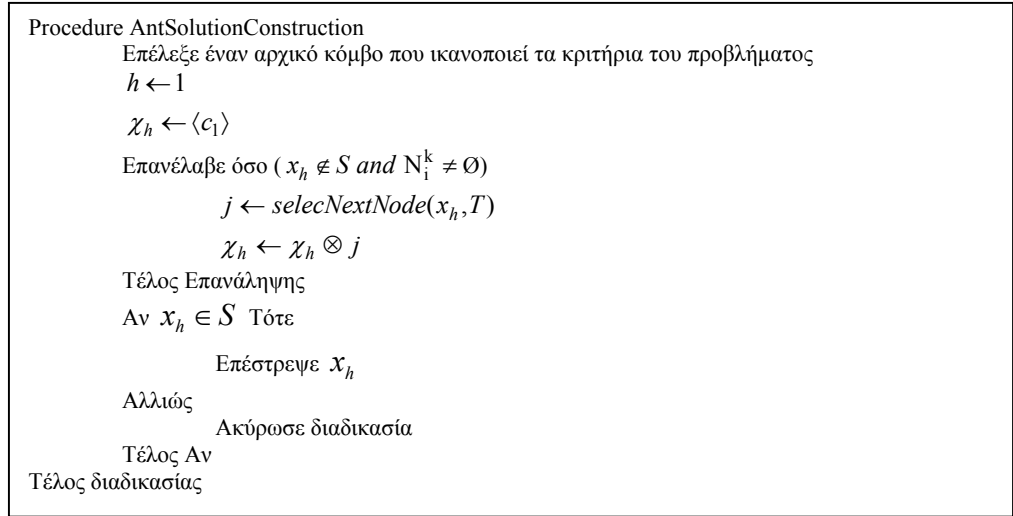 Procedure AntSolutionConstruction
Επέλεξε έναν αρχικό κόμβο που ικανοποιεί τα κριτήρια του προβλήματος
h ← 1
χ_h ← ⟨c_1⟩
Επανέλαβε όσο ( x_h ∉ S and N_i^k ≠ Ø)
j ← selecNextNode(x_h,T)
χ_h ← χ_h ⊗ j
Τέλος Επανάληψης
Αν x_h ∈ S Τότε
Επέστρεψε x_h
Αλλιώς
Ακύρωσε διαδικασία
Τέλος Αν
Τέλος διαδικασίας